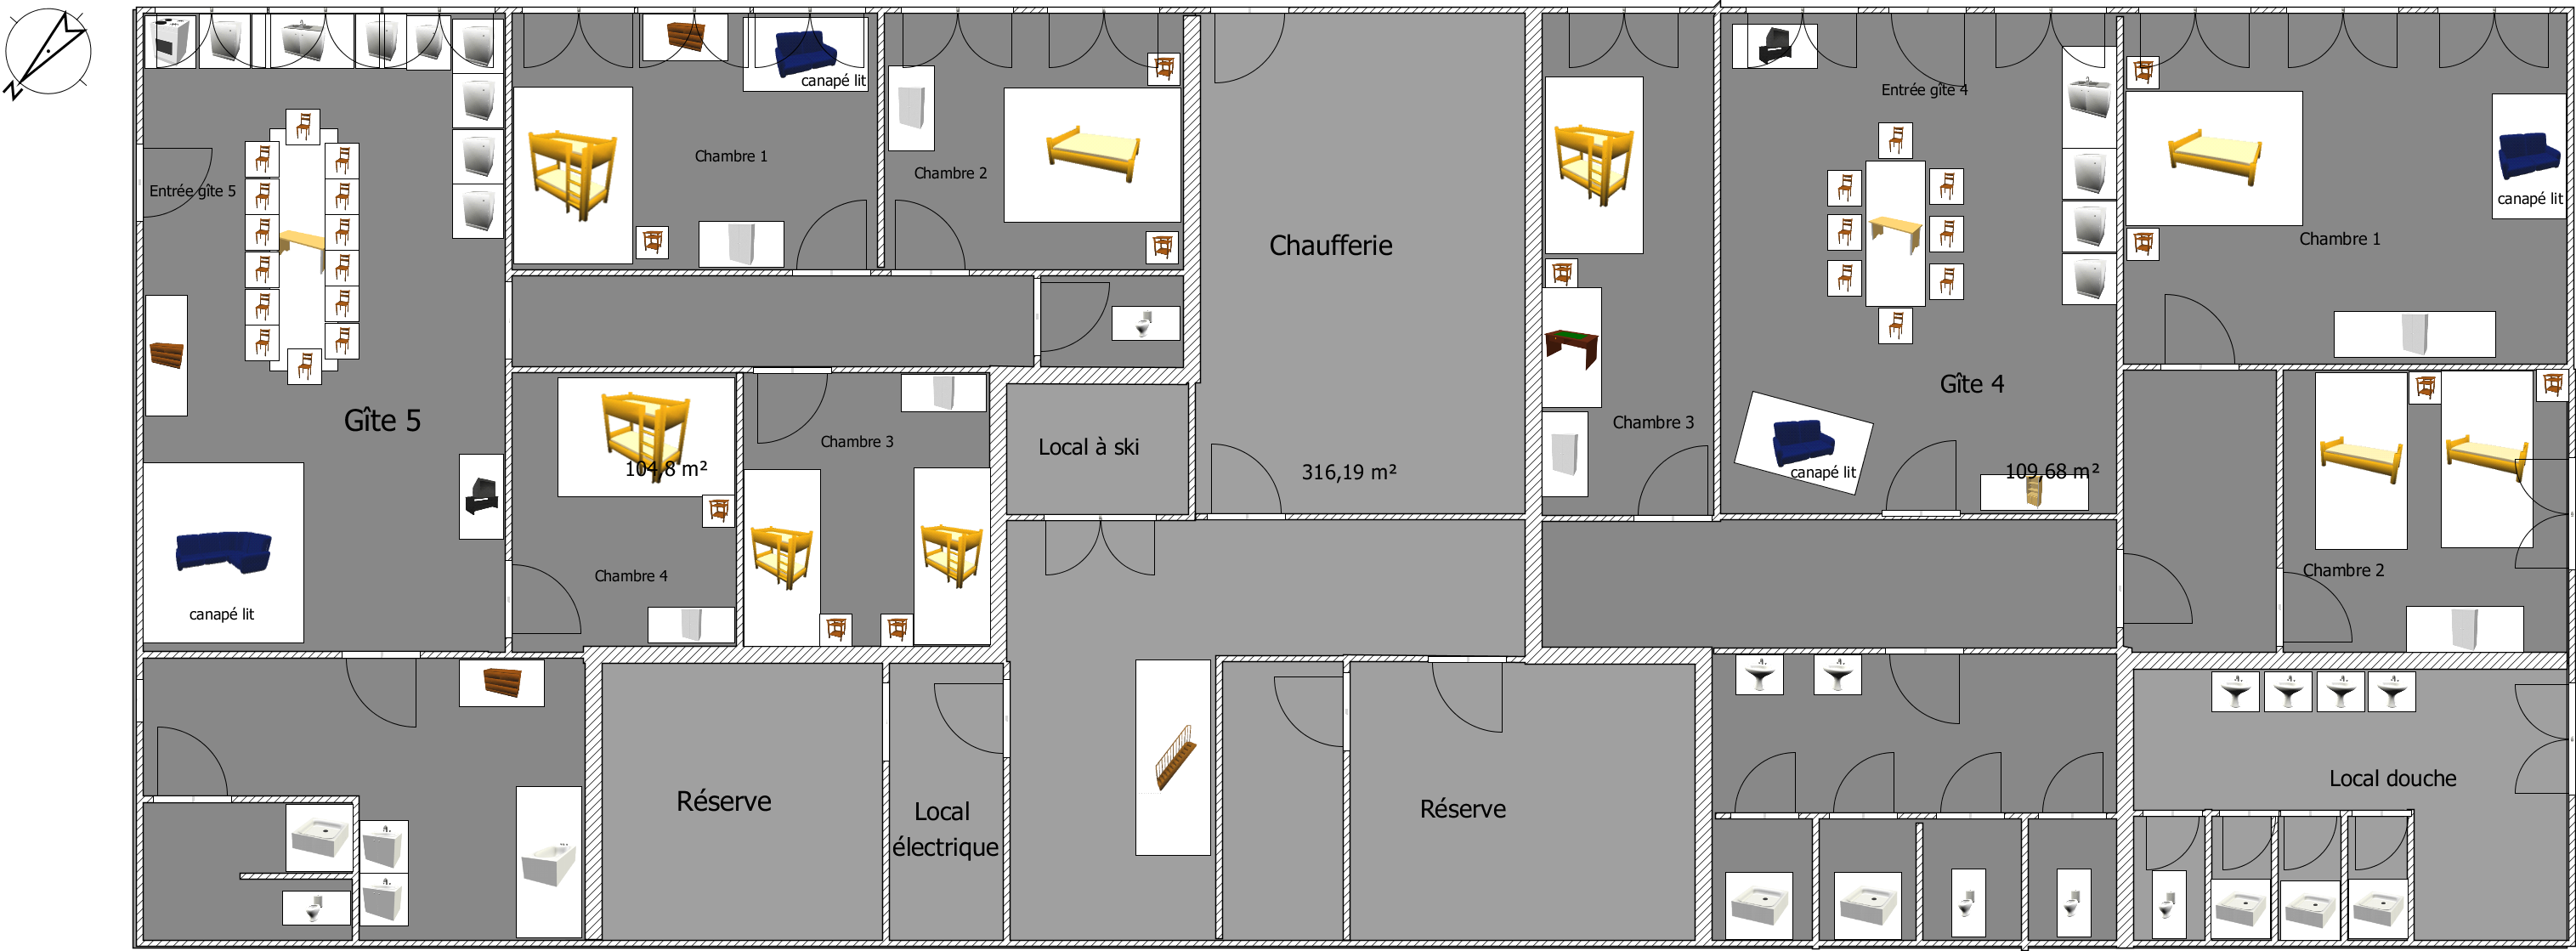 N
canapé lit
Entrée gîte 4
Chambre 1
Chambre 2
Entrée gîte 5
canapé lit
Chambre 1
Chaufferie
Gîte 4
Gîte 5
Chambre 3
Chambre 3
Local à ski
104,8 m²
316,19 m²
canapé lit
109,68 m²
Chambre 4
Chambre 2
canapé lit
Réserve
Local
électrique
Réserve
Local douche